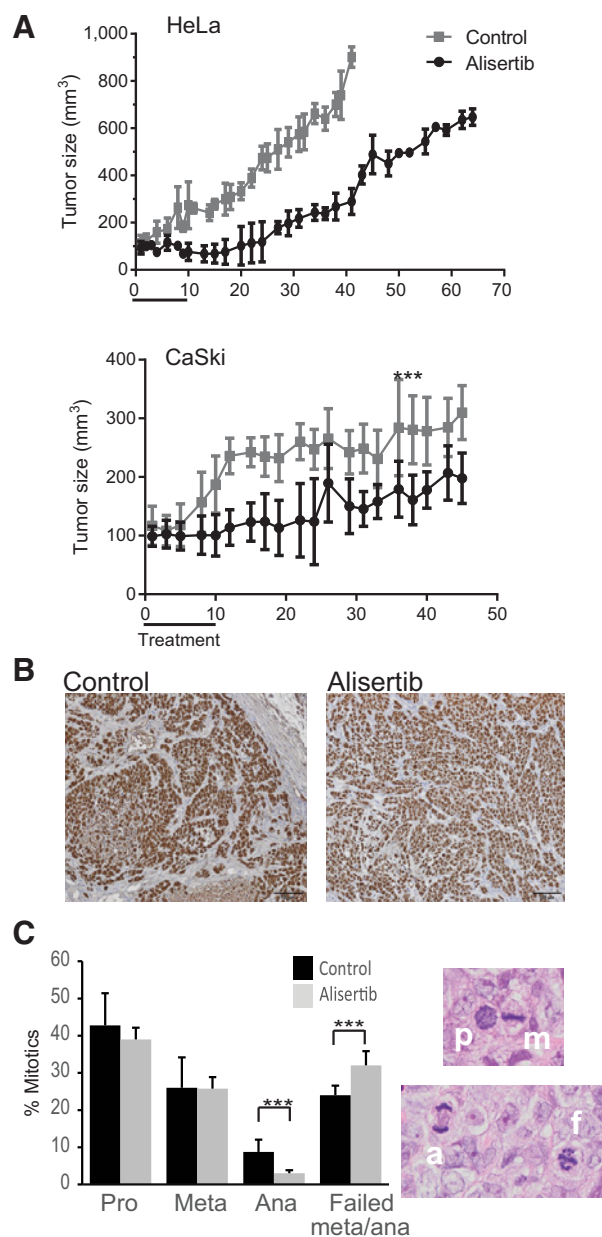 A
HeLa
Control
Alisertib
Tumor size (mm³)
1,000
800
600
400
200
0
0 10 20 30 40 50 60 70
CaSki
***
Tumor size (mm³)
400
300
200
100
0
0 10 20 30 40 50
Treatment
B
Control Alisertib
C
Control
Alisertib
% Mitotics
60
50
40
30
20
10
0
***
***
Pro Meta Ana Failed
meta/ana
p m
a f